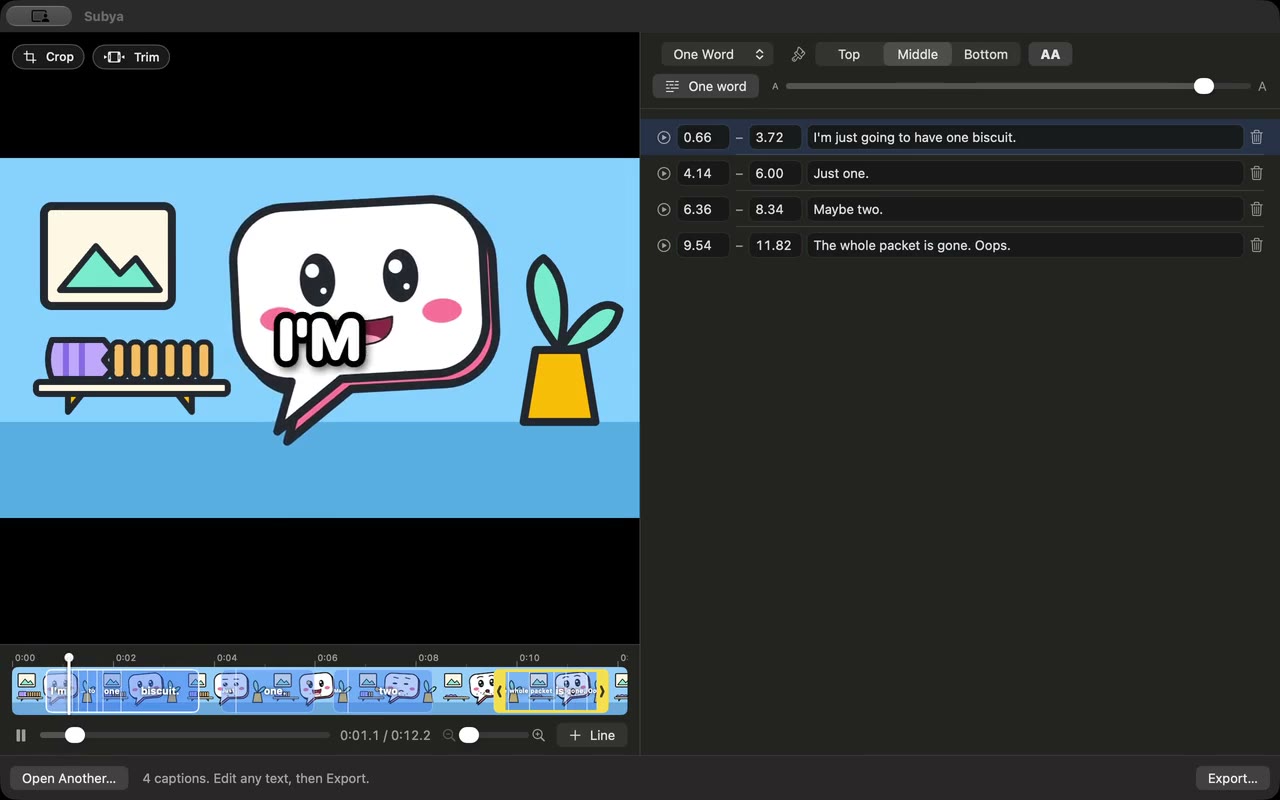 Subya
Crop
Trim
One Word
Top
Middle
Bottom
AA
One word
A
A
0.66 – 3.72 I'm just going to have one biscuit.
4.14 – 6.00 Just one.
6.36 – 8.34 Maybe two.
9.54 – 11.82 The whole packet is gone. Oops.
I'M
0:00 0:02 0:04 0:06 0:08 0:10
I'm to one biscuit. one. two. whole packet is gone.
0:01.1 / 0:12.2
+ Line
Open Another...
4 captions. Edit any text, then Export.
Export...